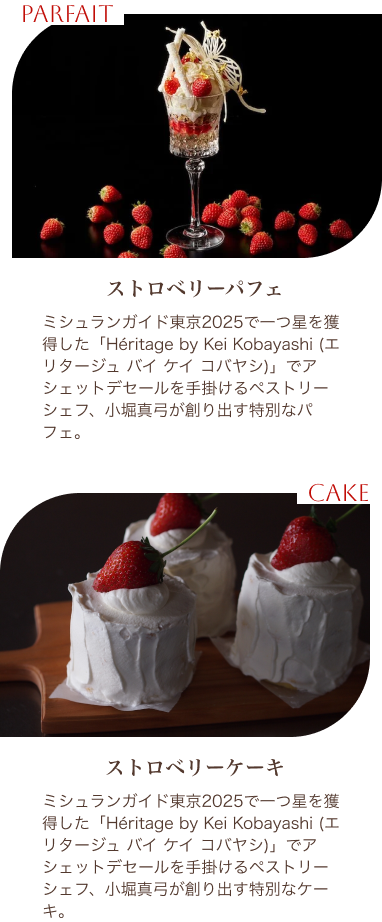 PARFAIT
ストロベリーパフェ
ミシュランガイド東京2025で一つ星を獲
得した「Héritage by Kei Kobayashi (エ
リタージュ バイ ケイ コバヤシ)」でア
シェットデセールを手掛けるペストリー
シェフ、小堀真弓が創り出す特別なパ
フェ。
CAKE
ストロベリーケーキ
ミシュランガイド東京2025で一つ星を獲
得した「Héritage by Kei Kobayashi (エ
リタージュ バイ ケイ コバヤシ)」でア
シェットデセールを手掛けるペストリー
シェフ、小堀真弓が創り出す特別なケー
キ。